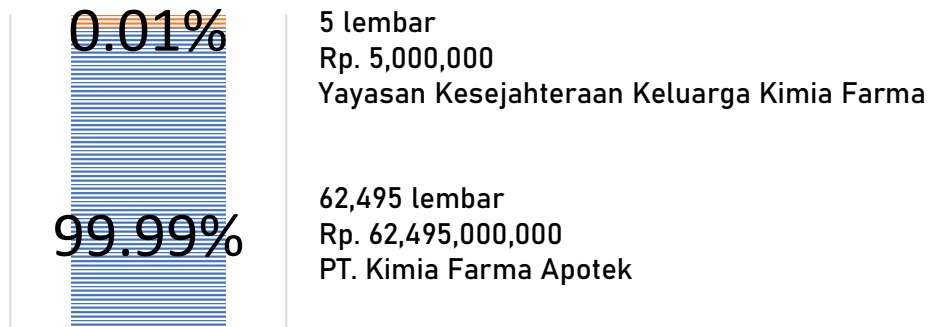 0.01%
5 lembar
Rp. 5,000,000
Yayasan Kesejahteraan Keluarga Kimia Farma
99.99%
62,495 lembar
Rp. 62,495,000,000
PT. Kimia Farma Apotek